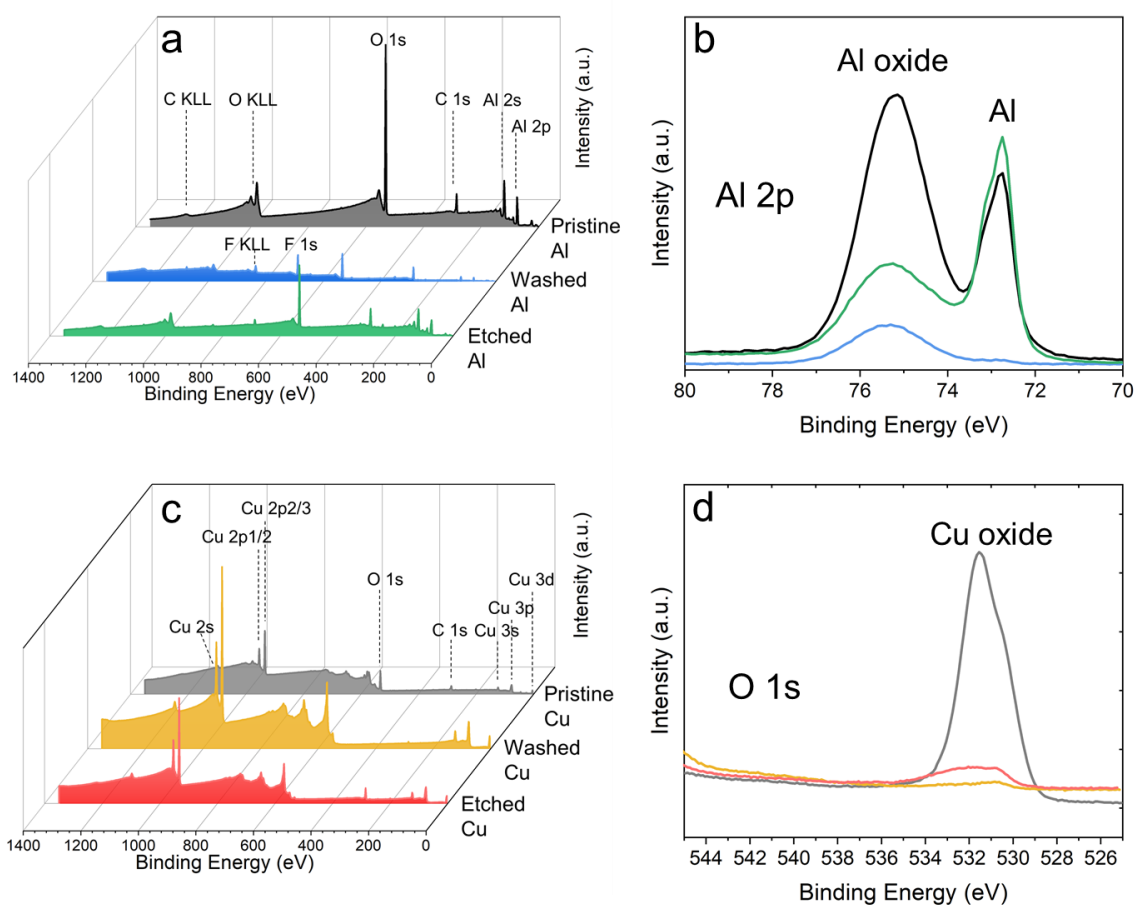 a
O 1s
C KLL
O KLL
C 1s
Al 2s
Al 2p
Intensity (a.u.)
Pristine
Al
F KLL
F 1s
Washed
Al
Etched
Al
1400
1200
1000
800
600
400
200
0
Binding Energy (eV)
b
Al oxide
Al
Al 2p
Intensity (a.u.)
80
78
76
74
72
70
Binding Energy (eV)
c
Cu 2p2/3
Cu 2p1/2
Cu 2s
O 1s
C 1s
Cu 3s
Cu 3p
Cu 3d
Intensity (a.u.)
Pristine
Cu
Washed
Cu
Etched
Cu
1400
1200
1000
800
600
400
200
0
Binding Energy (eV)
d
Cu oxide
O 1s
Intensity (a.u.)
544
542
540
538
536
534
532
530
528
526
Binding Energy (eV)